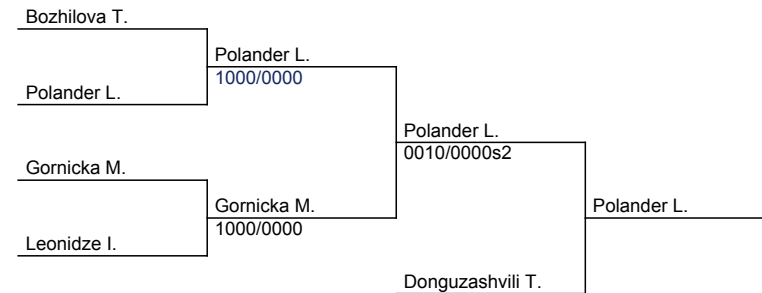 Bozhilova T.
Polander L.
1000/0000
Polander L.
Polander L.
0010/0000s2
Gornicka M.
Gornicka M.
1000/0000
Polander L.
Leonidze I.
Donguzashvili T.